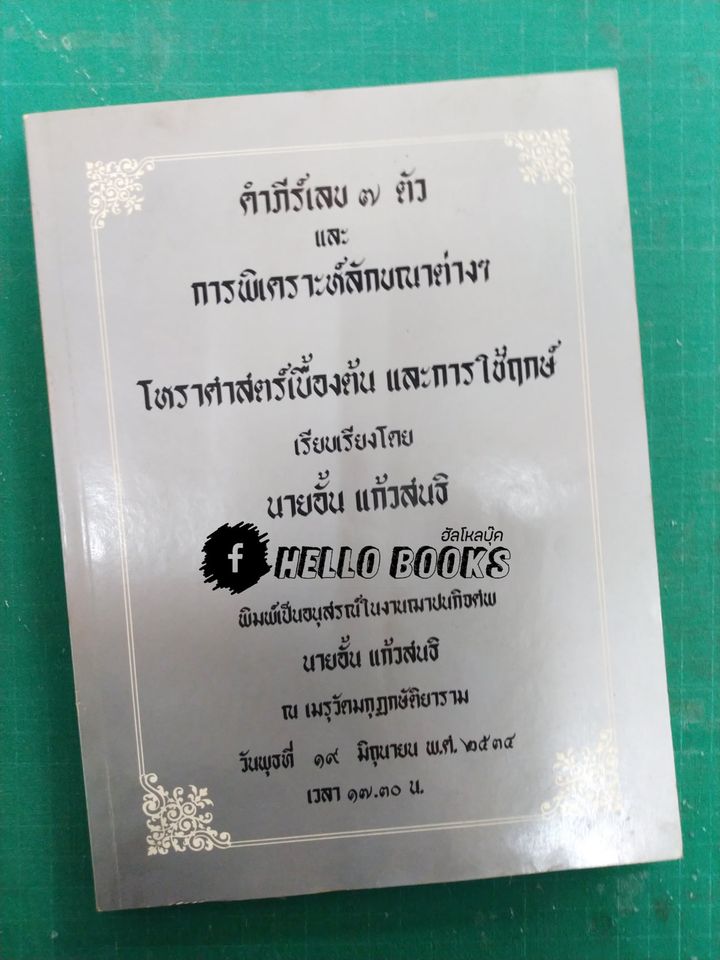 คำภีร์เลข ๗ ตัว
และ
การพิเคราะห์ลักขณาต่างๆ
โหราศาสตร์เบื้องต้น และการใช้ฤกษ์
เรียบเรียงโดย
นายอั้น แก้วสนธิ
ฮัลโหลบุ๊ค
f HELLO BOOKS
พิมพ์เป็นอนุสรณ์ในงานฌาปนกิจศพ
นายอั้น แก้วสนธิ
ณ เมรุวัดมกุฏกษัติยาราม
วันพุธที่ ๑๙ มิถุนายน พ.ศ. ๒๕๓๔
เวลา ๑๗.๓๐ น.